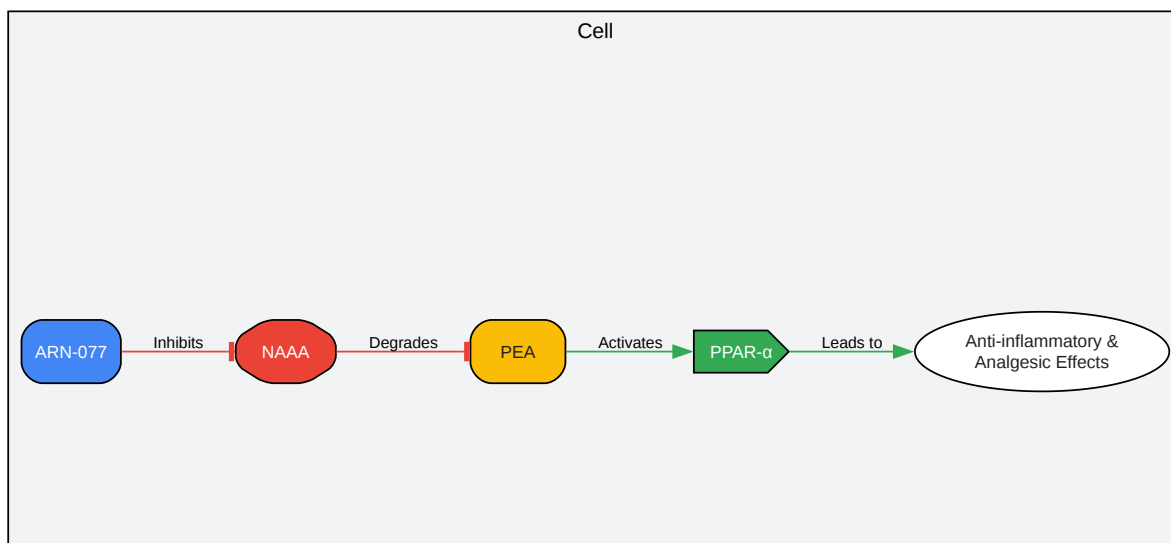 Cell
ARN-077
Inhibits
NAAA
Degrades
PEA
Activates
PPAR-α
Leads to
Anti-inflammatory &
Analgesic Effects